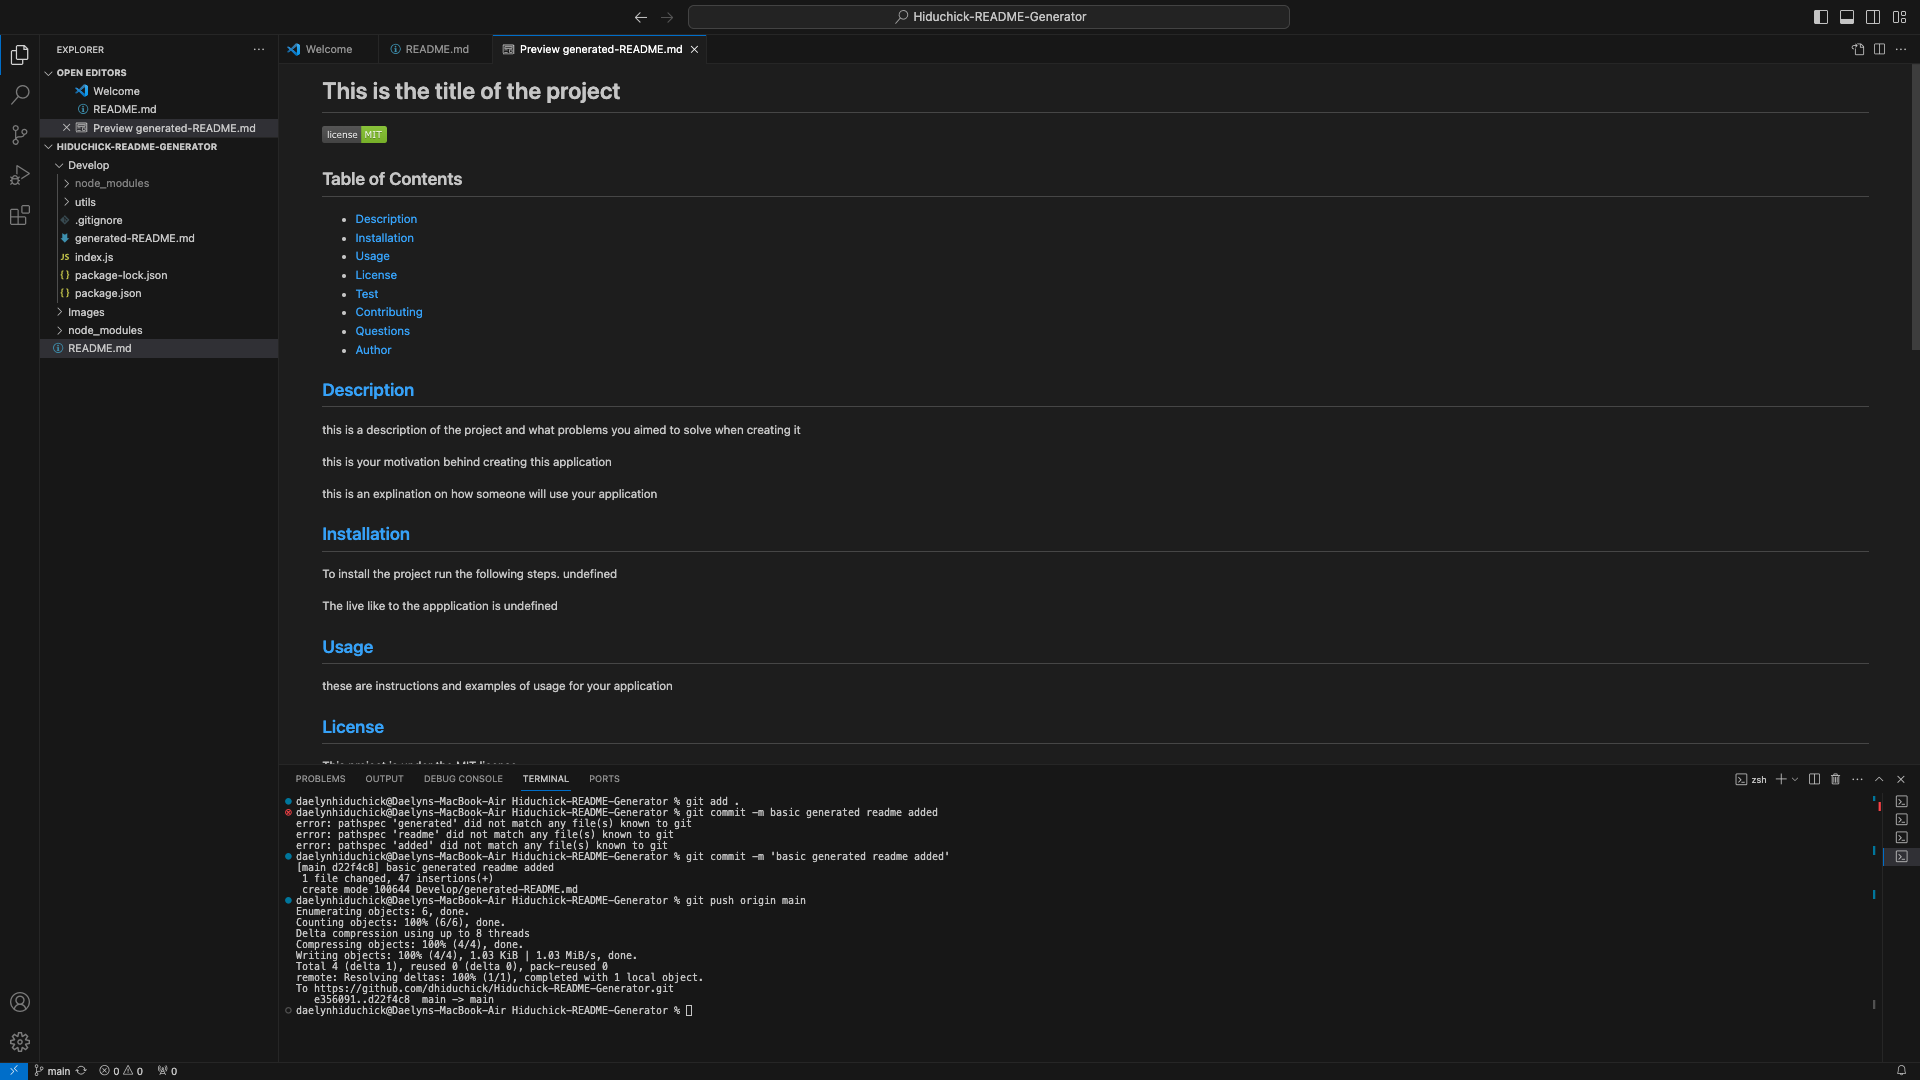 Hiduchick-README-Generator
EXPLORER
OPEN EDITORS
Welcome
README.md
Preview generated-README.md
HIDUCHICK-README-GENERATOR
Develop
node_modules
utils
.gitignore
generated-README.md
JS index.js
{} package-lock.json
{} package.json
Images
node_modules
README.md
Welcome
README.md
Preview generated-README.md
This is the title of the project
license MIT
Table of Contents
Description
Installation
Usage
License
Test
Contributing
Questions
Author
Description
this is a description of the project and what problems you aimed to solve when creating it
this is your motivation behind creating this application
this is an explination on how someone will use your application
Installation
To install the project run the following steps. undefined
The live like to the appplication is undefined
Usage
these are instructions and examples of usage for your application
License
This project is under the MIT license
PROBLEMS OUTPUT DEBUG CONSOLE TERMINAL PORTS
zsh
daelynhiduchick@Daelyns-MacBook-Air Hiduchick-README-Generator % git add .
daelynhiduchick@Daelyns-MacBook-Air Hiduchick-README-Generator % git commit -m basic generated readme added
error: pathspec 'generated' did not match any file(s) known to git
error: pathspec 'readme' did not match any file(s) known to git
error: pathspec 'added' did not match any file(s) known to git
daelynhiduchick@Daelyns-MacBook-Air Hiduchick-README-Generator % git commit -m 'basic generated readme added'
[main d22f4c8] basic generated readme added
1 file changed, 47 insertions(+)
create mode 100644 Develop/generated-README.md
daelynhiduchick@Daelyns-MacBook-Air Hiduchick-README-Generator % git push origin main
Enumerating objects: 6, done.
Counting objects: 100% (6/6), done.
Delta compression using up to 8 threads
Compressing objects: 100% (4/4), done.
Writing objects: 100% (4/4), 1.03 KiB | 1.03 MiB/s, done.
Total 4 (delta 1), reused 0 (delta 0), pack-reused 0
remote: Resolving deltas: 100% (1/1), completed with 1 local object.
To https://github.com/dhiduchick/Hiduchick-README-Generator.git
e356091..d22f4c8 main -> main
daelynhiduchick@Daelyns-MacBook-Air Hiduchick-README-Generator %
main 0 0 0